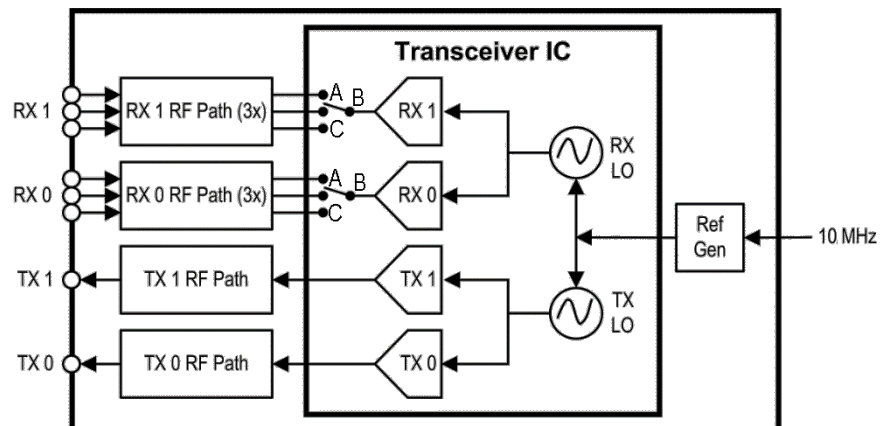 Transceiver IC
RX 1
RX 1 RF Path (3x)
A
B
C
RX 1
RX
LO
RX 0
RX 0 RF Path (3x)
A
B
C
RX 0
Ref
Gen
10 MHz
TX 1
TX 1 RF Path
TX 1
TX
LO
TX 0
TX 0 RF Path
TX 0